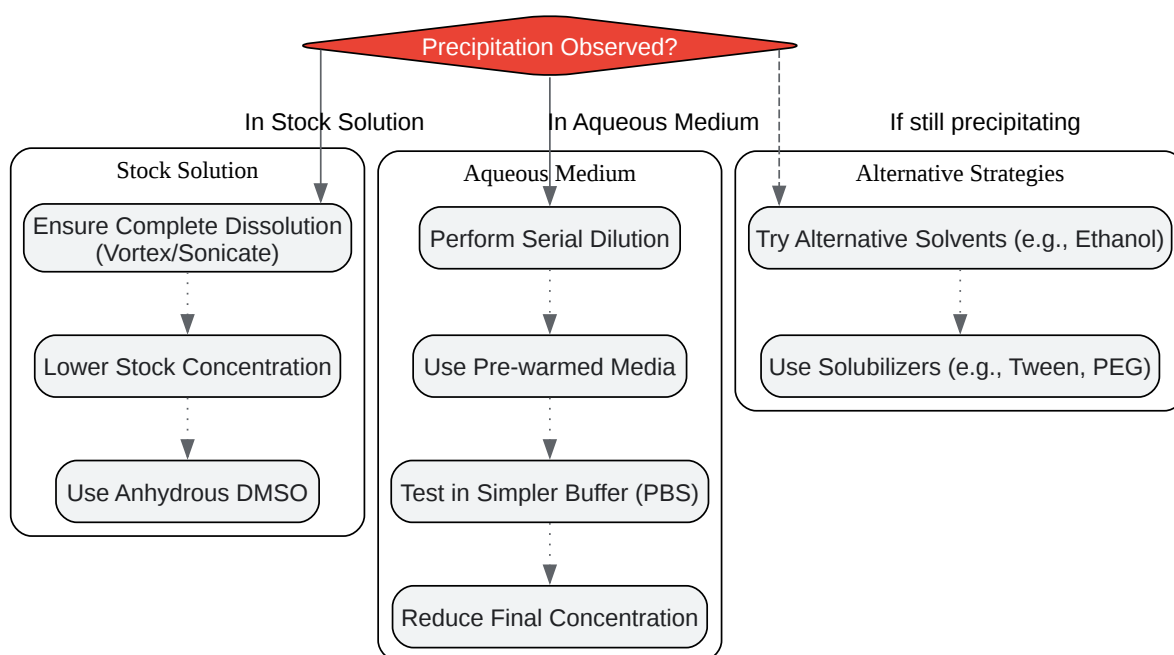 Precipitation Observed?
In Stock Solution
In Aqueous Medium
If still precipitating
Stock Solution
Ensure Complete Dissolution
(Vortex/Sonicate)
Lower Stock Concentration
Use Anhydrous DMSO
Aqueous Medium
Perform Serial Dilution
Use Pre-warmed Media
Test in Simpler Buffer (PBS)
Reduce Final Concentration
Alternative Strategies
Try Alternative Solvents (e.g., Ethanol)
Use Solubilizers (e.g., Tween, PEG)